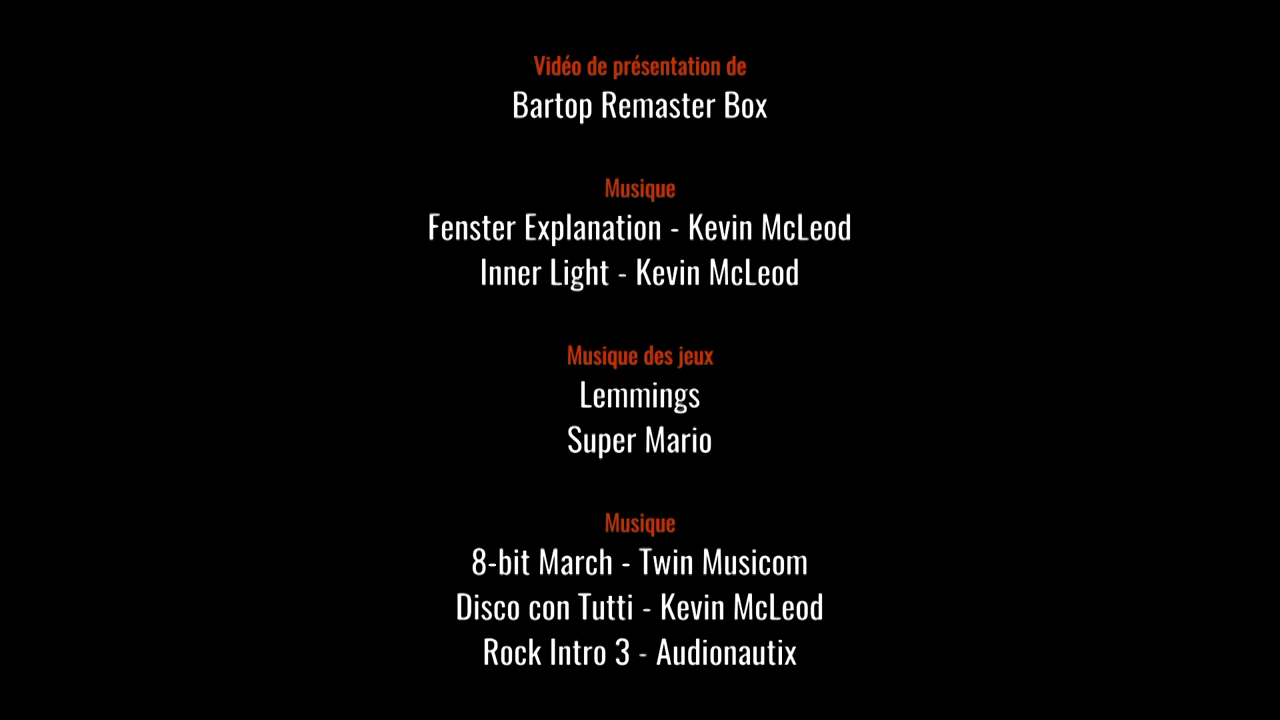 Vidéo de présentation de
Bartop Remaster Box
Musique
Fenster Explanation - Kevin McLeod
Inner Light - Kevin McLeod
Musique des jeux
Lemmings
Super Mario
Musique
8-bit March - Twin Musicom
Disco con Tutti - Kevin McLeod
Rock Intro 3 - Audionautix